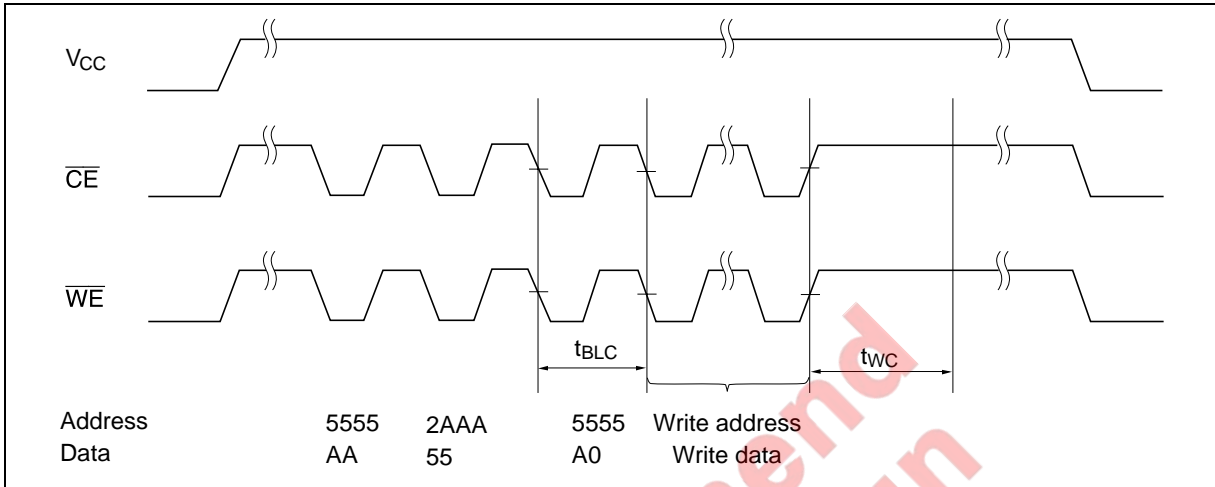 VCC
CE
WE
tBLC
tWC
Address 5555 2AAA 5555 Write address
Data AA 55 A0 Write data